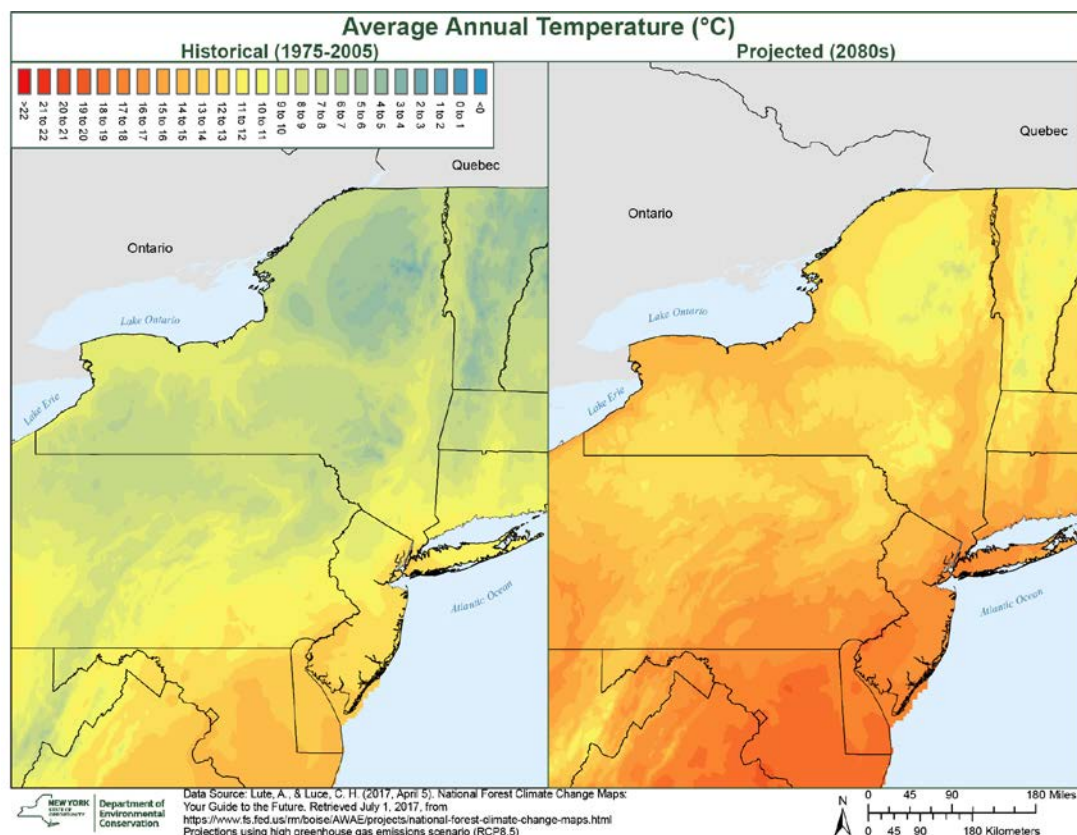 Average Annual Temperature (°C)
Historical (1975-2005)
Projected (2080s)
>22
21 to 22
20 to 21
19 to 20
18 to 19
17 to 18
16 to 17
15 to 16
14 to 15
13 to 14
12 to 13
11 to 12
10 to 11
9 to 10
8 to 9
7 to 8
6 to 7
5 to 6
4 to 5
3 to 4
2 to 3
1 to 2
0 to 1
<0
Quebec
Ontario
Lake Ontario
Lake Erie
Atlantic Ocean
Quebec
Ontario
Lake Ontario
Lake Erie
Atlantic Ocean
NEW YORK
STATE OF
OPPORTUNITY
Department of
Environmental
Conservation
Data Source: Lute, A., & Luce, C. H. (2017, April 5). National Forest Climate Change Maps:
Your Guide to the Future. Retrieved July 1, 2017, from
https://www.fs.fed.us/rm/boise/AWAE/projects/national-forest-climate-change-maps.html
Projections using high greenhouse gas emissions scenario (RCP8.5)
N
0 45 90 180 Miles
0 45 90 180 Kilometers